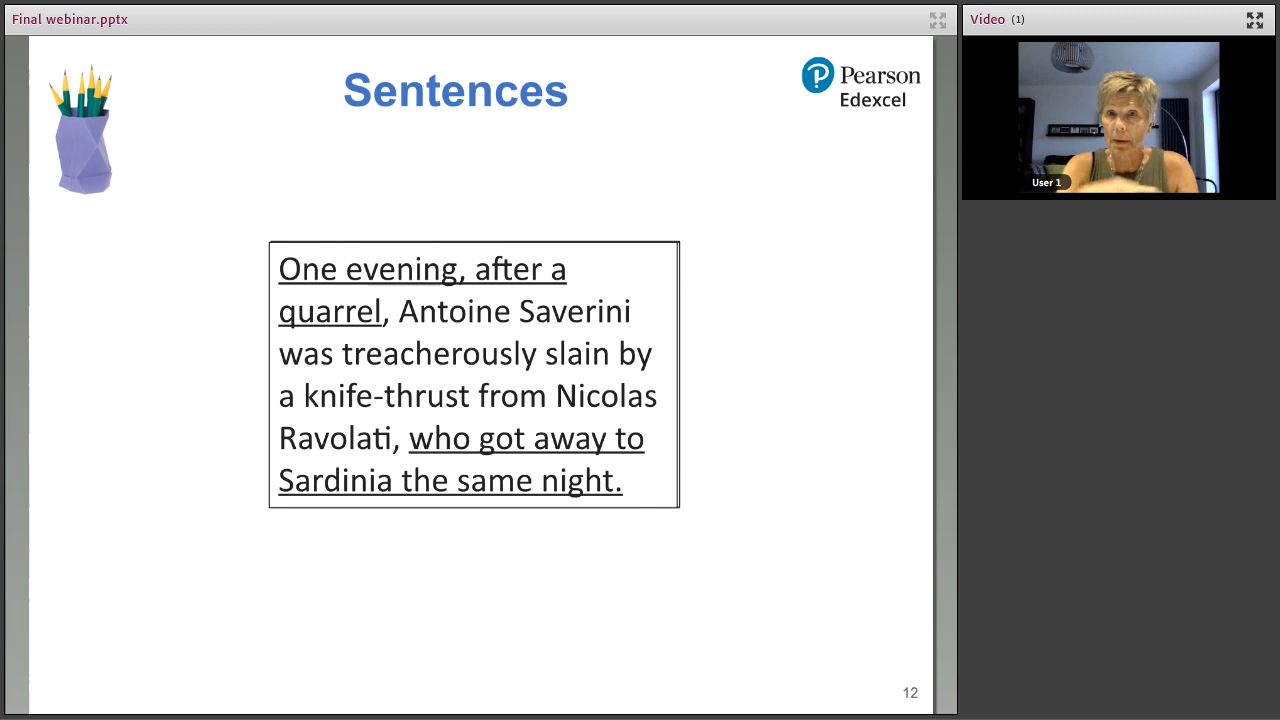 Final webinar.pptx
Video (1)
Sentences
Pearson
Edexcel
User 1
One evening, after a
quarrel, Antoine Saverini
was treacherously slain by
a knife-thrust from Nicolas
Ravolati, who got away to
Sardinia the same night.
12